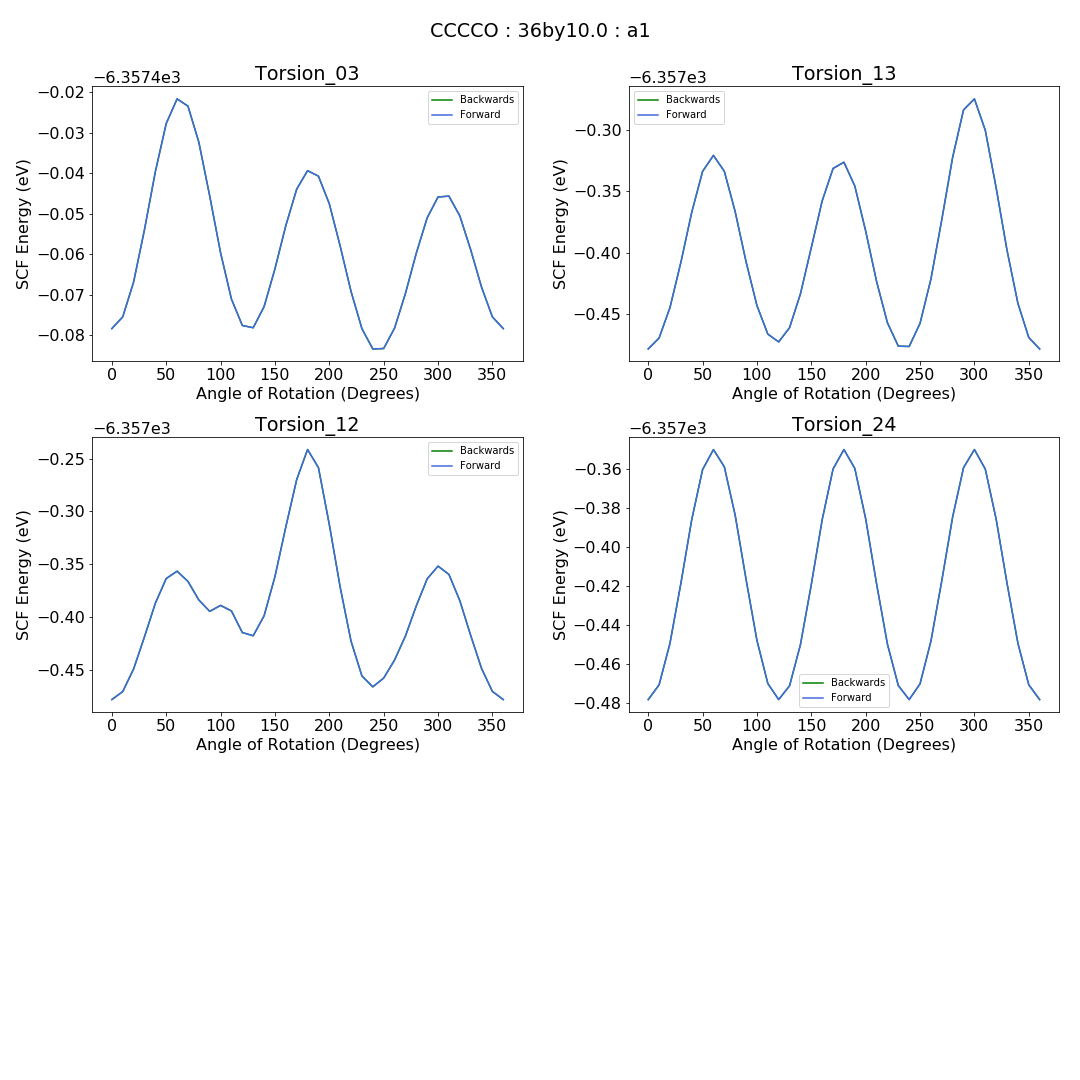 CCCCO : 36by10.0 : a1
−6.3574e3
Torsion_03
Backwards
Forward
−0.02
−0.03
−0.04
−0.05
−0.06
−0.07
−0.08
SCF Energy (eV)
0 50 100 150 200 250 300 350
Angle of Rotation (Degrees)
−6.357e3
Torsion_13
Backwards
Forward
−0.30
−0.35
−0.40
−0.45
SCF Energy (eV)
0 50 100 150 200 250 300 350
Angle of Rotation (Degrees)
−6.357e3
Torsion_12
Backwards
Forward
−0.25
−0.30
−0.35
−0.40
−0.45
SCF Energy (eV)
0 50 100 150 200 250 300 350
Angle of Rotation (Degrees)
−6.357e3
Torsion_24
−0.36
−0.38
−0.40
−0.42
−0.44
−0.46
−0.48
SCF Energy (eV)
Backwards
Forward
0 50 100 150 200 250 300 350
Angle of Rotation (Degrees)